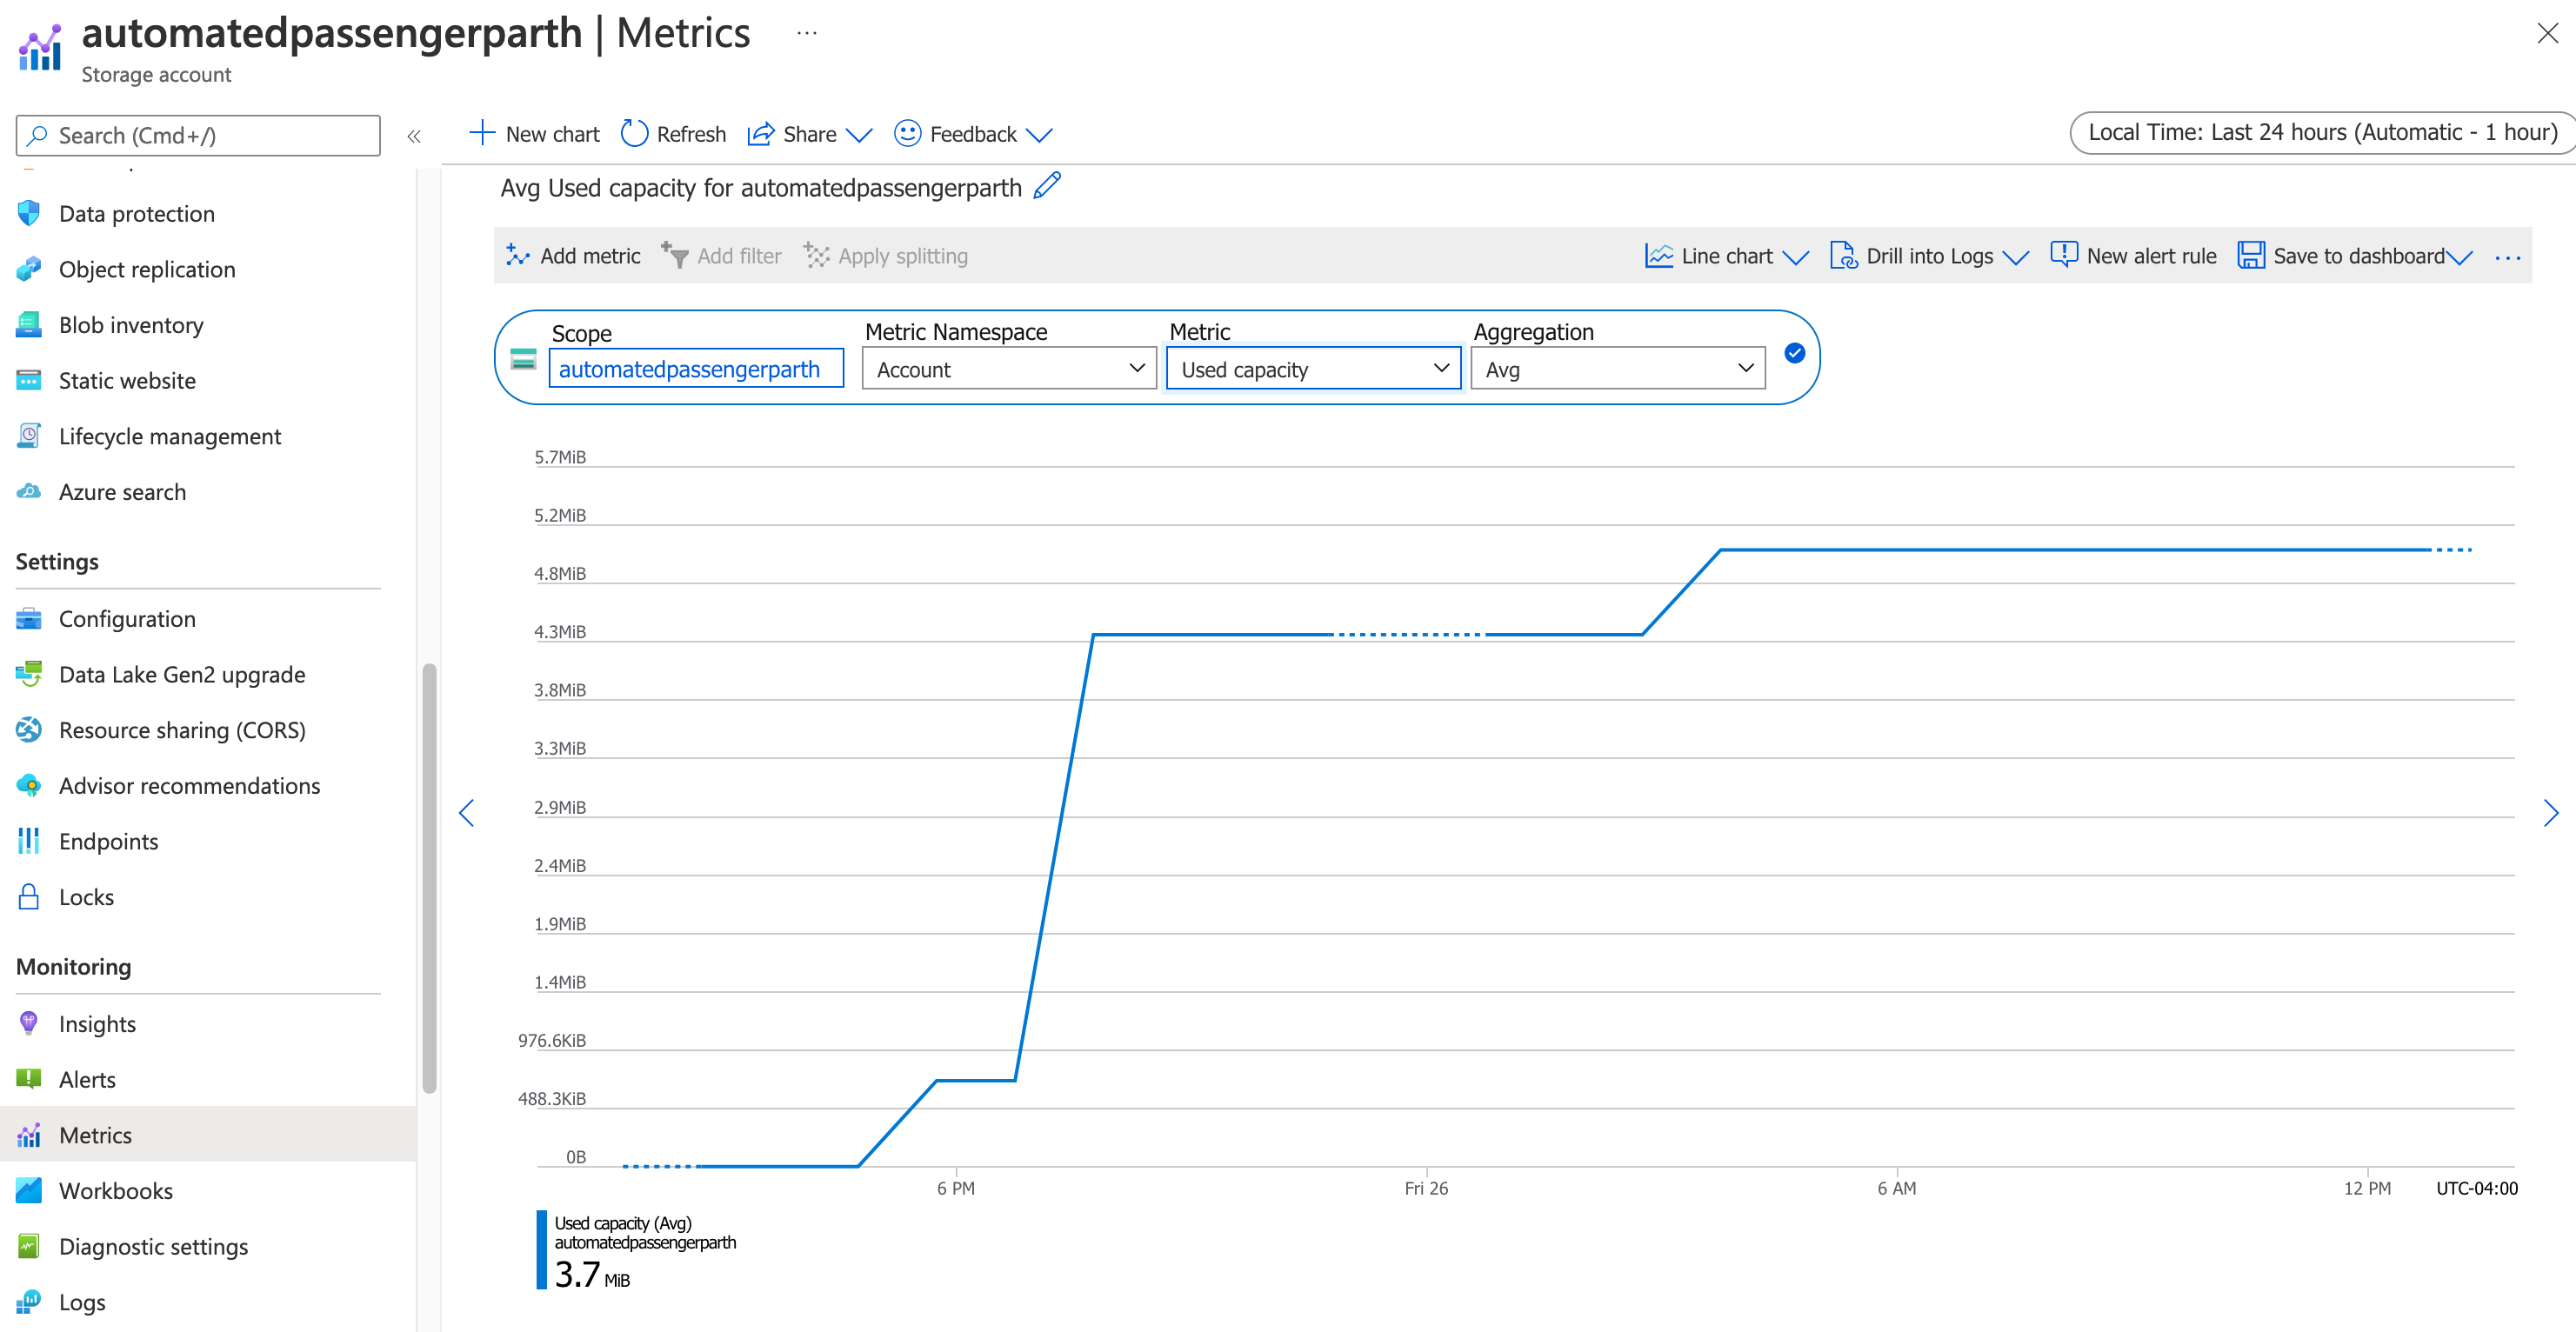 automatedpassengerparth | Metrics ...
Storage account
Search (Cmd+/)
«
New chart
Refresh
Share
Feedback
Local Time: Last 24 hours (Automatic - 1 hour)
Data protection
Object replication
Blob inventory
Static website
Lifecycle management
Azure search
Settings
Configuration
Data Lake Gen2 upgrade
Resource sharing (CORS)
Advisor recommendations
Endpoints
Locks
Monitoring
Insights
Alerts
Metrics
Workbooks
Diagnostic settings
Logs
Avg Used capacity for automatedpassengerparth
Add metric
Add filter
Apply splitting
Line chart
Drill into Logs
New alert rule
Save to dashboard
...
Scope
automatedpassengerparth
Metric Namespace
Account
Metric
Used capacity
Aggregation
Avg
5.7MiB
5.2MiB
4.8MiB
4.3MiB
3.8MiB
3.3MiB
2.9MiB
2.4MiB
1.9MiB
1.4MiB
976.6KiB
488.3KiB
0B
6 PM
Fri 26
6 AM
12 PM
UTC-04:00
Used capacity (Avg)
automatedpassengerparth
3.7 MiB